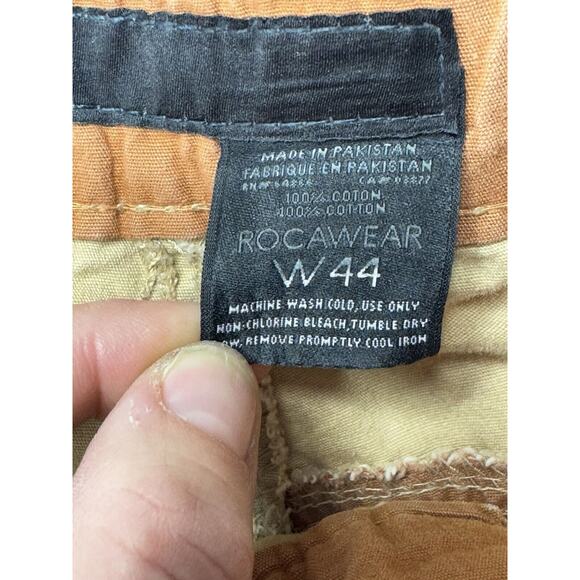 MADE IN PAKISTAN
FABRIQUE EN PAKISTAN
100% COTON
100% COTTON
ROCAWEAR
W 44
MACHINE WASH COLD, USE ONLY
NON-CHLORINE BLEACH, TUMBLE DRY
REMOVE PROMPTLY COOL IRON